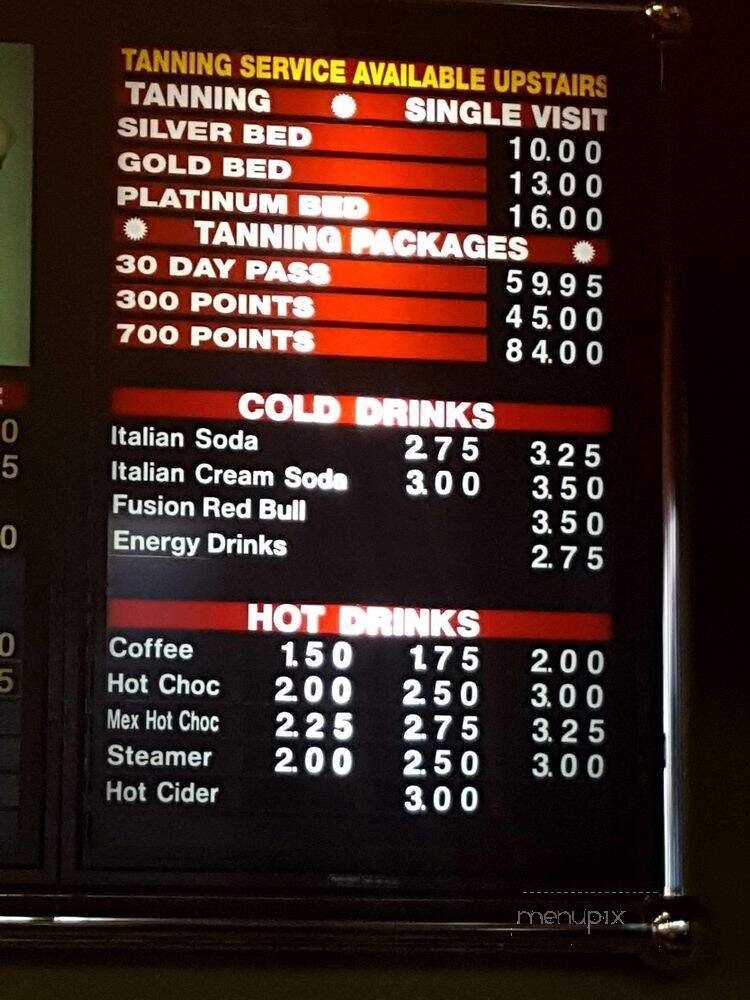 TANNING SERVICE AVAILABLE UPSTAIRS
TANNING SINGLE VISIT
SILVER BED 10.00
GOLD BED 13.00
PLATINUM BED 16.00
TANNING PACKAGES
30 DAY PASS 59.95
300 POINTS 45.00
700 POINTS 84.00
COLD DRINKS
Italian Soda 2.75 3.25
Italian Cream Soda 3.00 3.50
Fusion Red Bull 3.50
Energy Drinks 2.75
HOT DRINKS
Coffee 1.50 1.75 2.00
Hot Choc 2.00 2.50 3.00
Mex Hot Choc 2.25 2.75 3.25
Steamer 2.00 2.50 3.00
Hot Cider 3.00
0
5
0
0
5
menupix